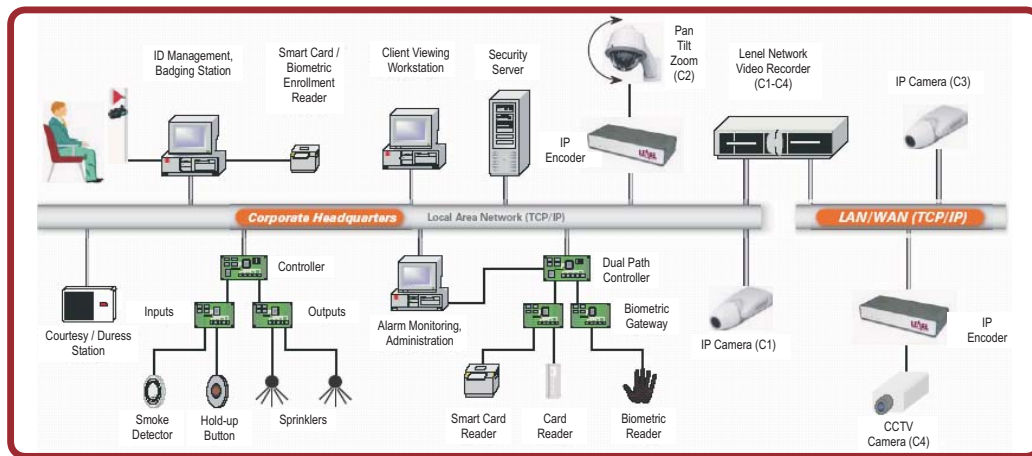 ID Management,
Badging Station
Smart Card /
Biometric
Enrollment
Reader
Client Viewing
Workstation
Security
Server
Pan
Tilt
Zoom
(C2)
Lenel Network
Video Recorder
(C1-C4)
IP Camera (C3)
IP
Encoder
Corporate Headquarters
Local Area Network (TCP/IP)
LAN/WAN (TCP/IP)
Controller
Dual Path
Controller
Inputs
Outputs
Biometric
Gateway
Courtesy / Duress
Station
Alarm Monitoring,
Administration
IP Camera (C1)
IP
Encoder
Smoke
Detector
Hold-up
Button
Sprinklers
Smart Card
Reader
Card
Reader
Biometric
Reader
CCTV
Camera (C4)